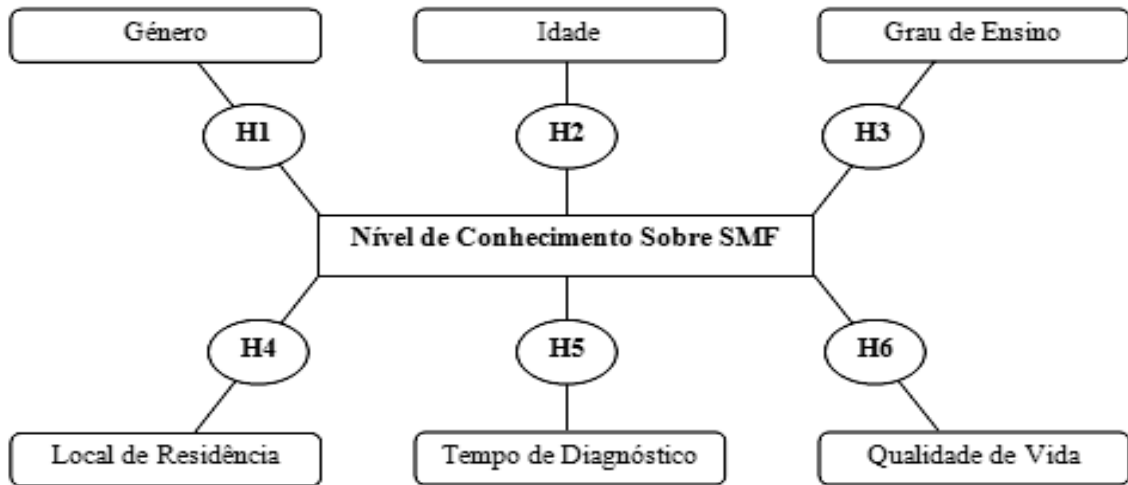 Género
Idade
Grau de Ensino
H1
H2
H3
Nível de Conhecimento Sobre SMF
H4
H5
H6
Local de Residência
Tempo de Diagnóstico
Qualidade de Vida